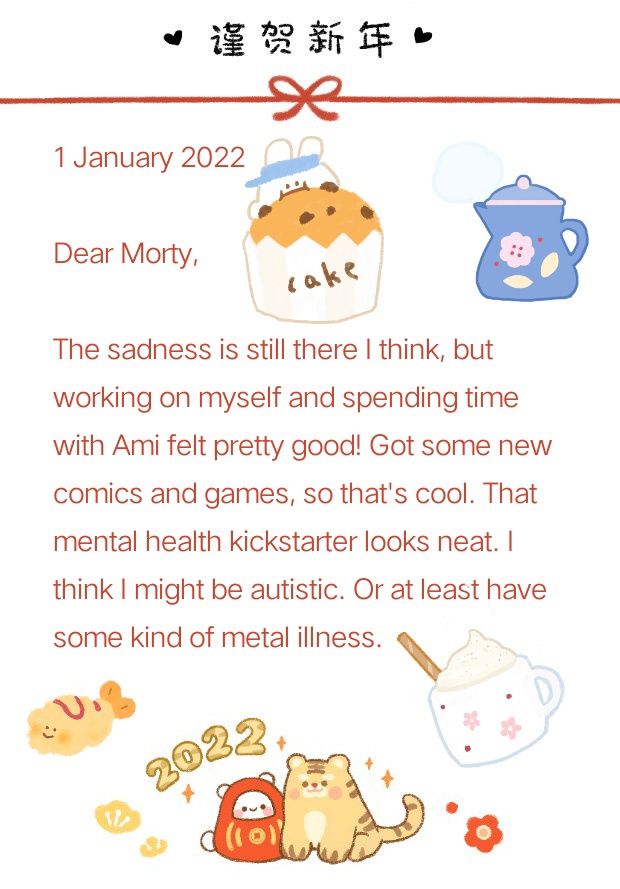 谨贺新年
1 January 2022
cake
Dear Morty,
The sadness is still there I think, but
working on myself and spending time
with Ami felt pretty good! Got some new
comics and games, so that's cool. That
mental health kickstarter looks neat. I
think I might be autistic. Or at least have
some kind of metal illness.
2022